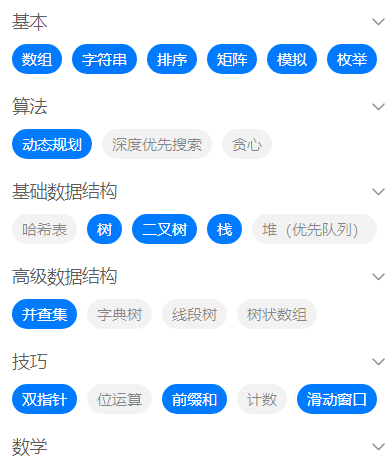 基本
数组 字符串 排序 矩阵 模拟 枚举
算法
动态规划 深度优先搜索 贪心
基础数据结构
哈希表 树 二叉树 栈 堆（优先队列）
高级数据结构
并查集 字典树 线段树 树状数组
技巧
双指针 位运算 前缀和 计数 滑动窗口
数学